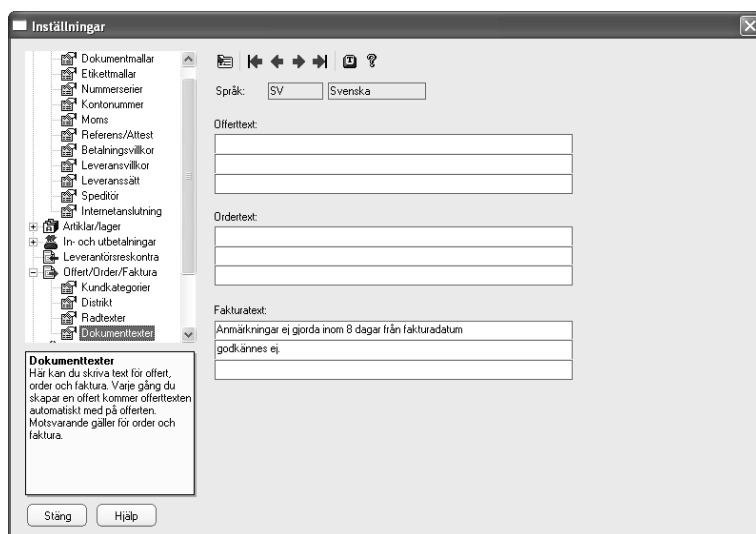 Inställningar
Dokumentmallar
Etikettmallar
Nummerserier
Kontonummer
Moms
Referens/Attest
Betalningsvillkor
Leveransvillkor
Leveranssätt
Speditör
Internetanslutning
Artiklar/lager
In- och utbetalningar
Leverantörsreskontra
Offert/Order/Faktura
Kundkategorier
Distrikt
Radtexter
Dokumenttexter
Dokumenttexter
Här kan du skriva text för offert,
order och faktura. Varje gång du
skapar en offert kommer offerttexten
automatiskt med på offerten.
Motsvarande gäller för order och
faktura.
Stäng Hjälp
Språk: SV Svenska
Offerttext:
Ordertext:
Fakturatext:
Anmärkningar ej gjorda inom 8 dagar från fakturadatum
godkännes ej.